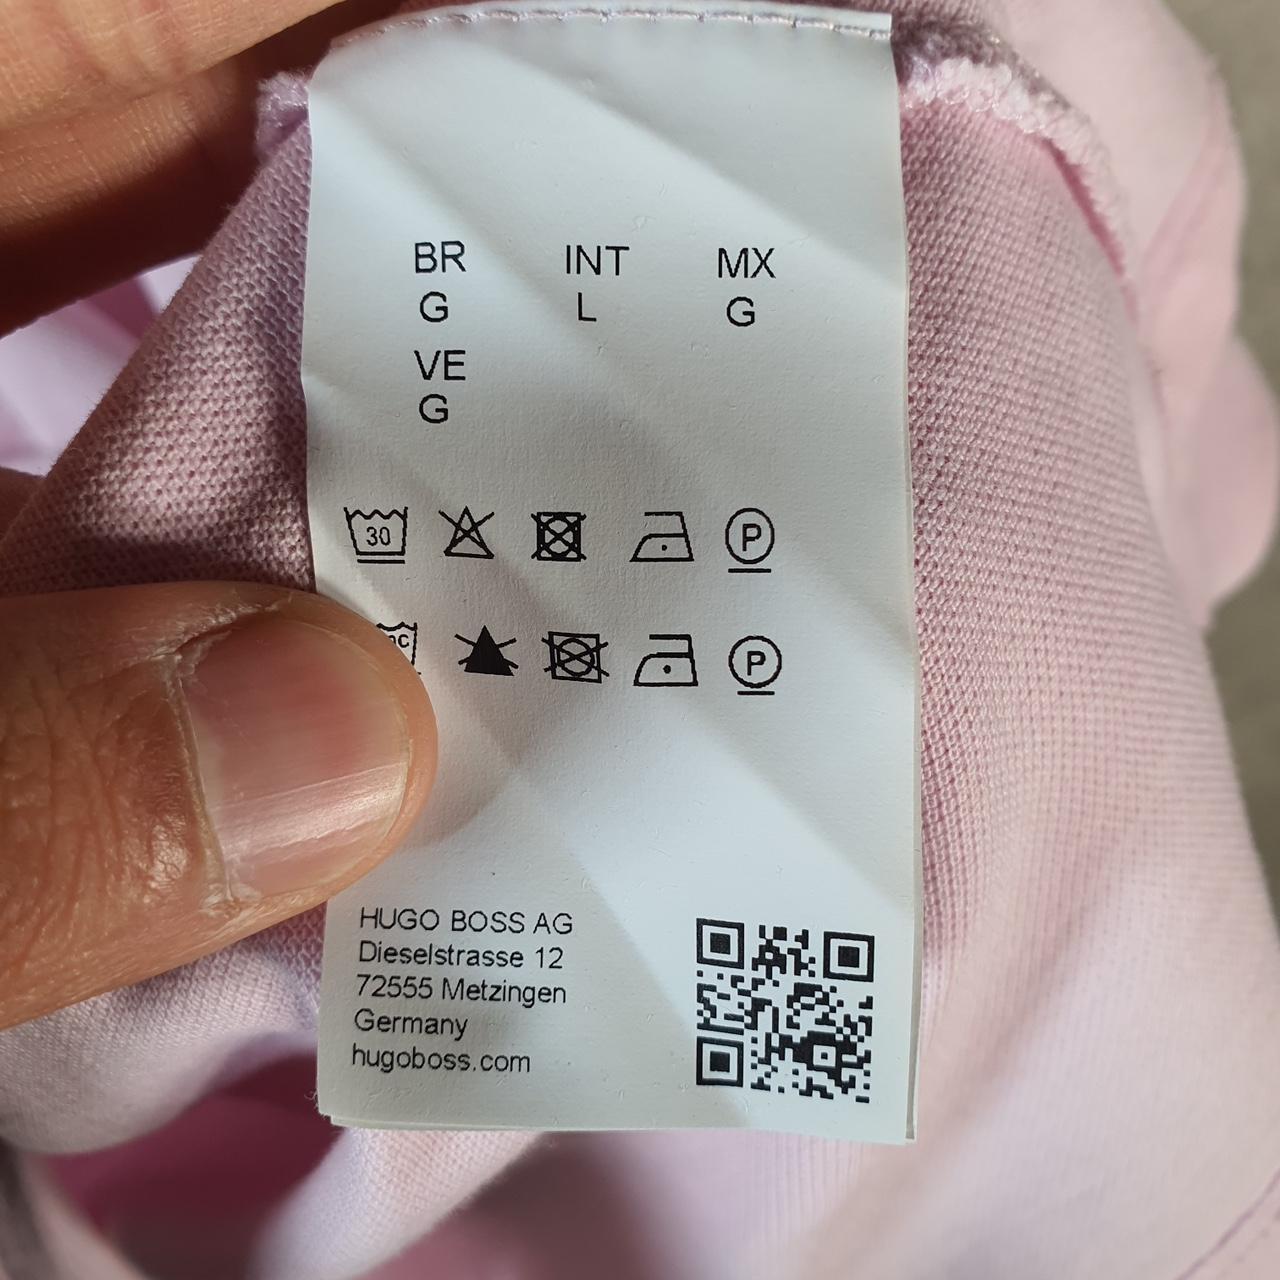 BR INT MX
G L G
VE
G
30 P
P
HUGO BOSS AG
Dieselstrasse 12
72555 Metzingen
Germany
hugoboss.com